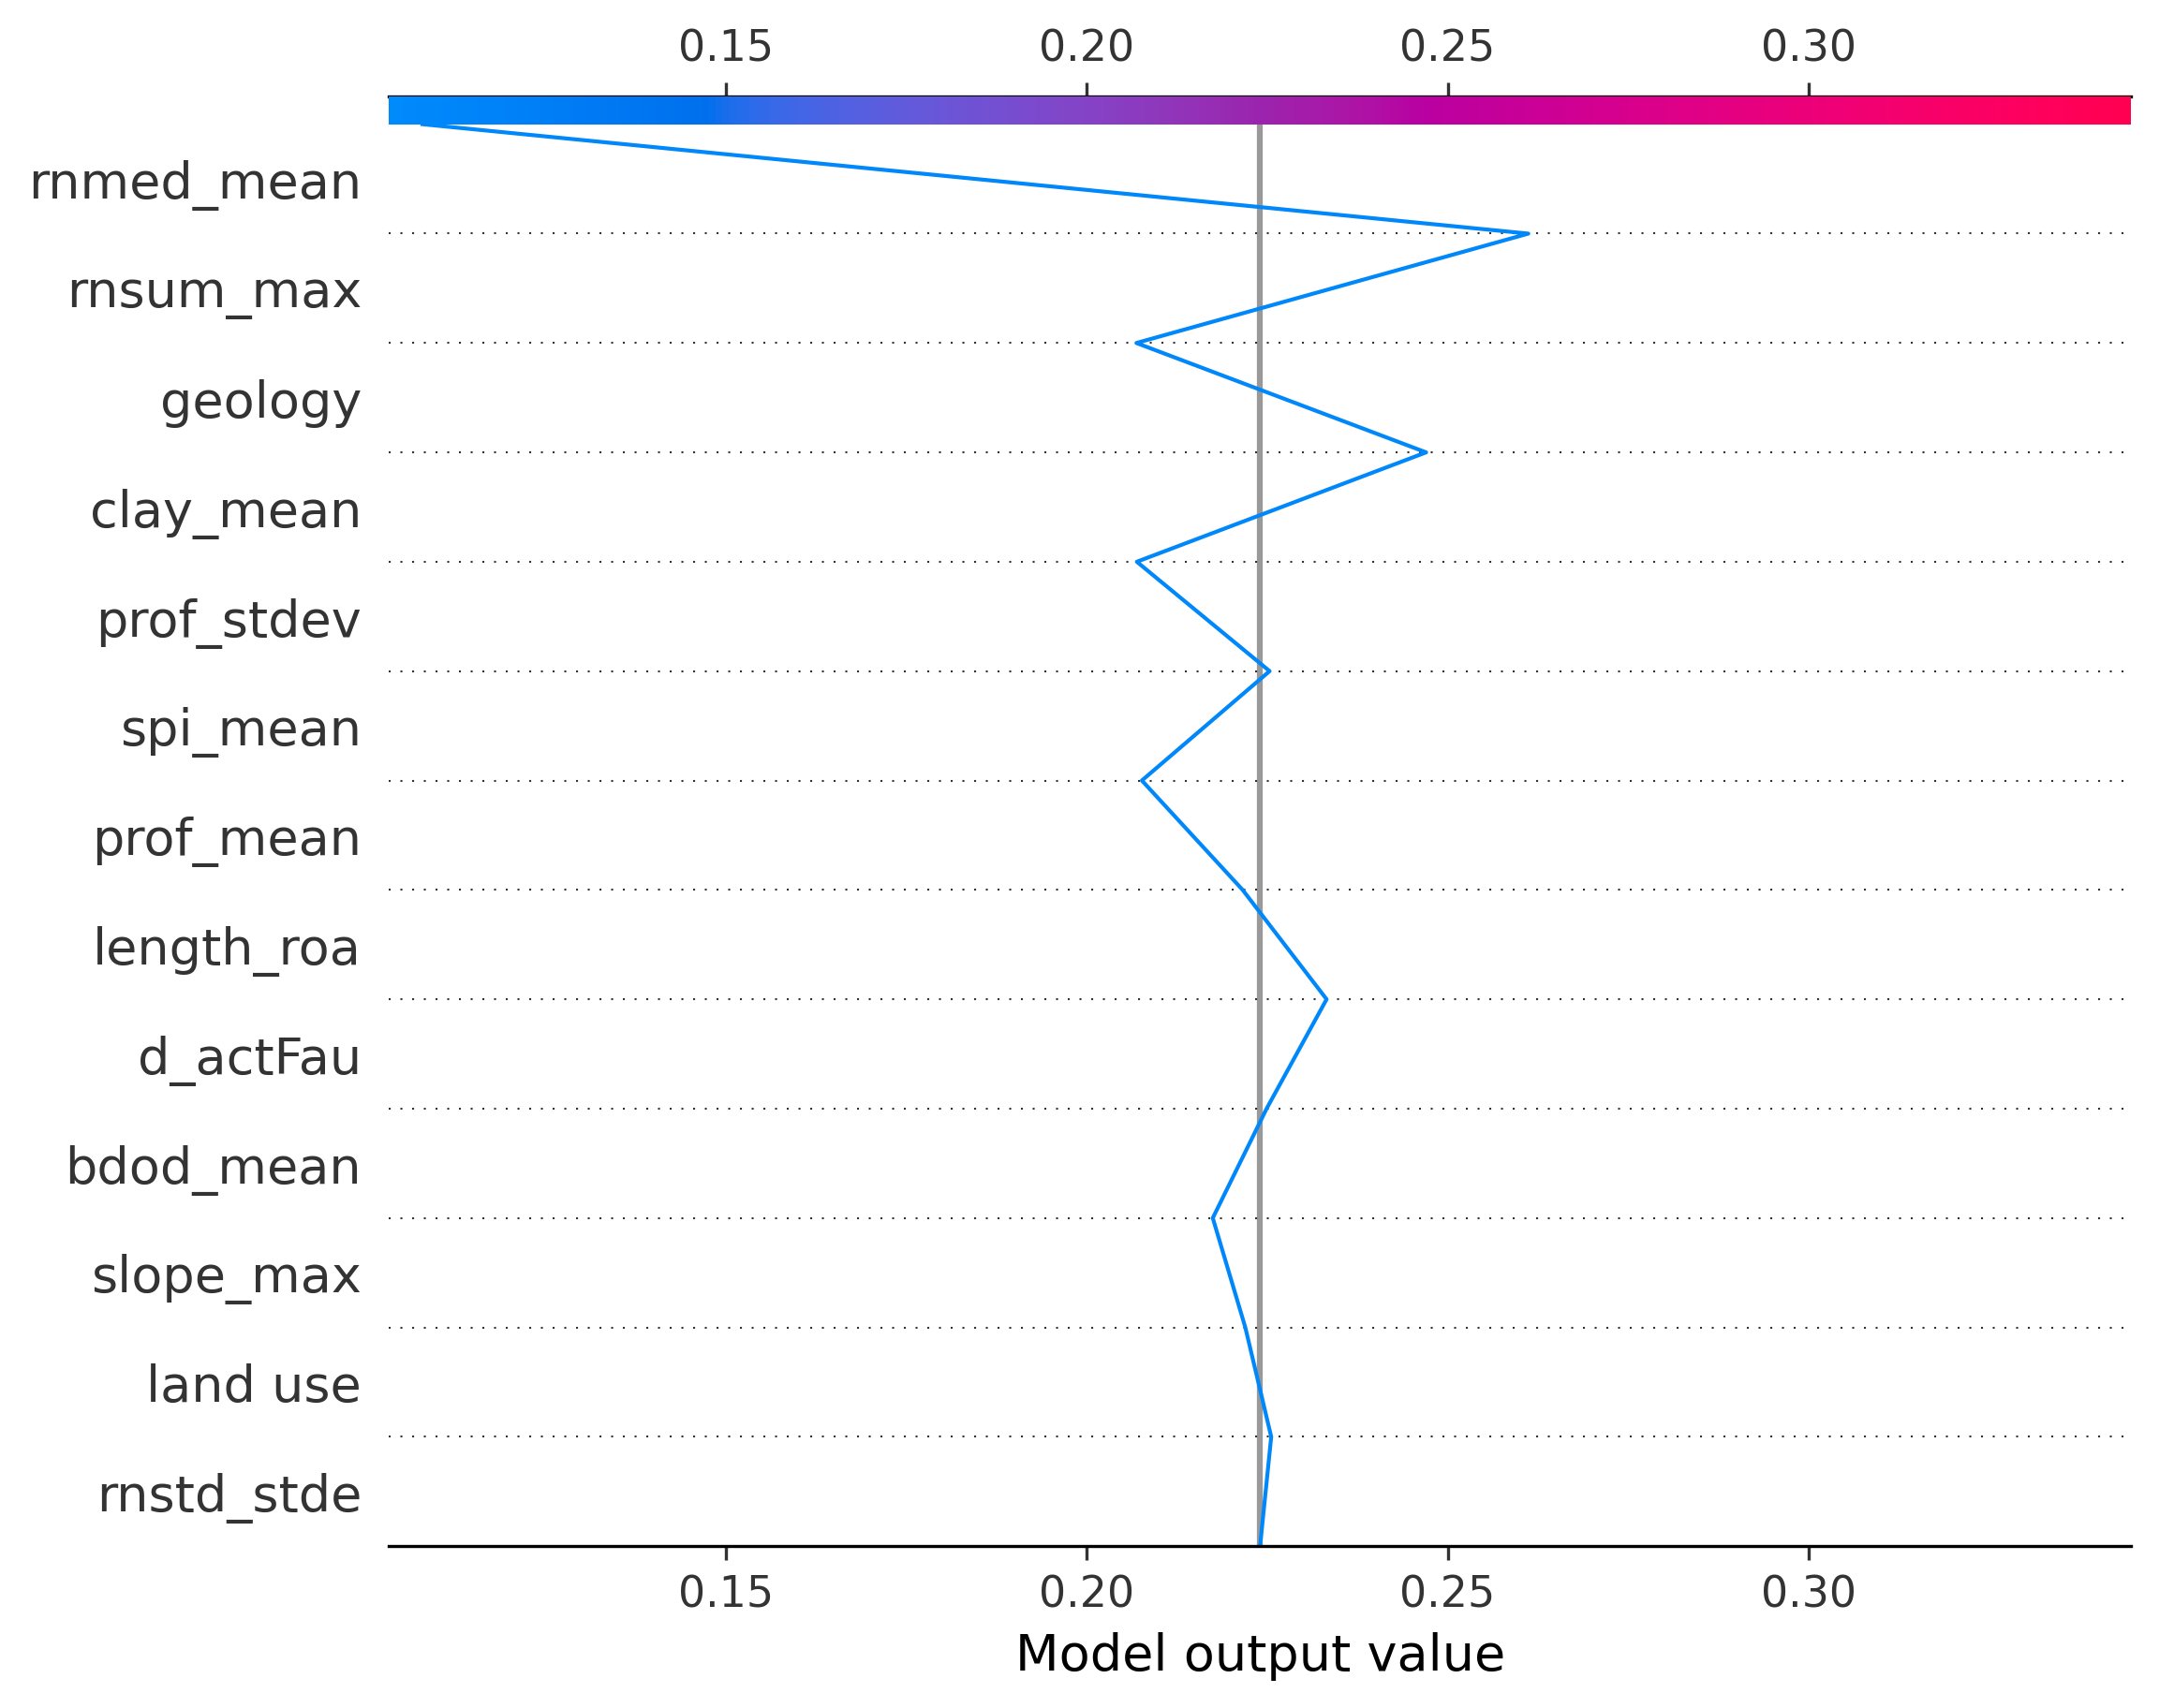 0.15 0.20 0.25 0.30
rnmed_mean
rnsum_max
geology
clay_mean
prof_stdev
spi_mean
prof_mean
length_roa
d_actFau
bdod_mean
slope_max
land use
rnstd_stde
0.15 0.20 0.25 0.30
Model output value